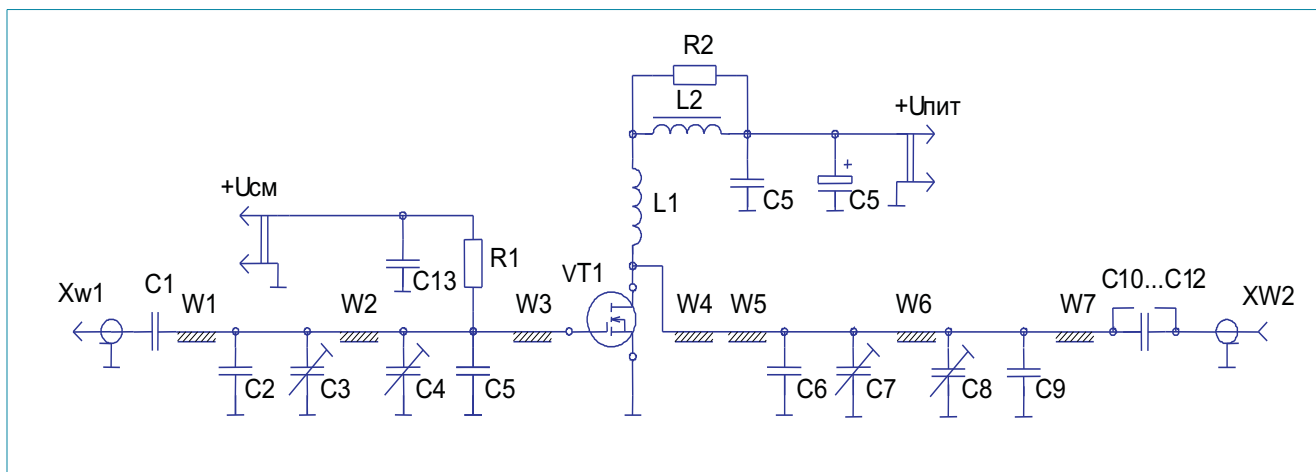 R2
L2
+Uпит
+
C5
C5
L1
+Uсм
C13
R1
VT1
Xw1
C1
W1
W2
W3
W4
W5
W6
W7
C10...C12
XW2
C2
C3
C4
C5
C6
C7
C8
C9